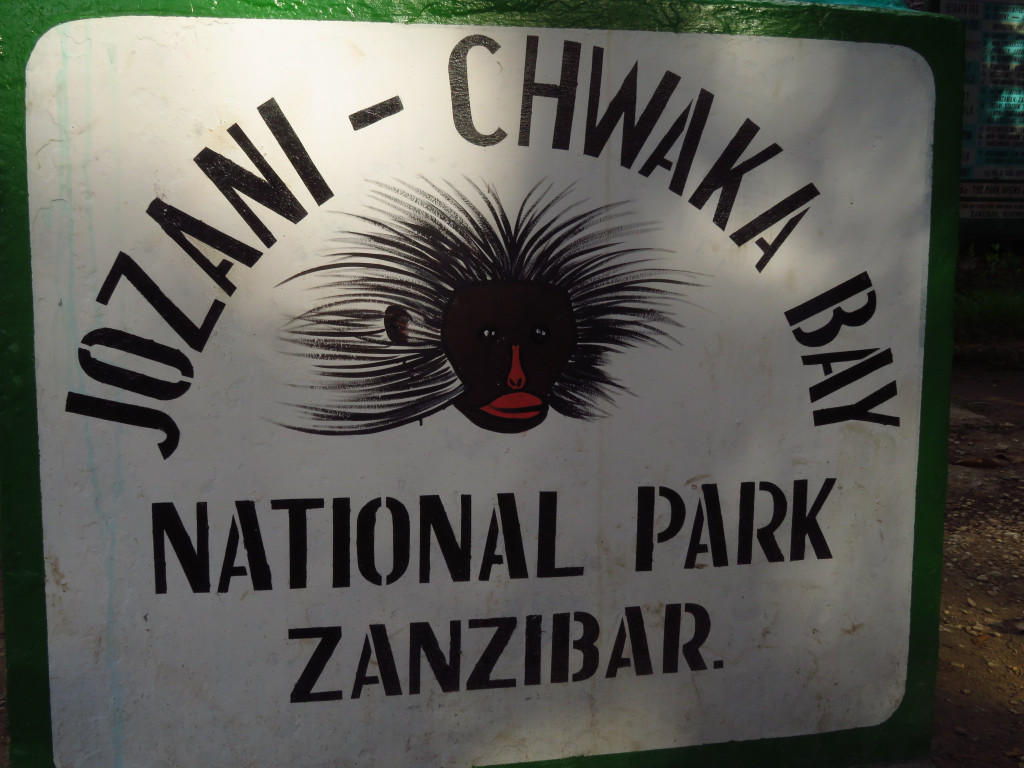 JOZANI - CHWAKA BAY
NATIONAL PARK
ZANZIBAR.